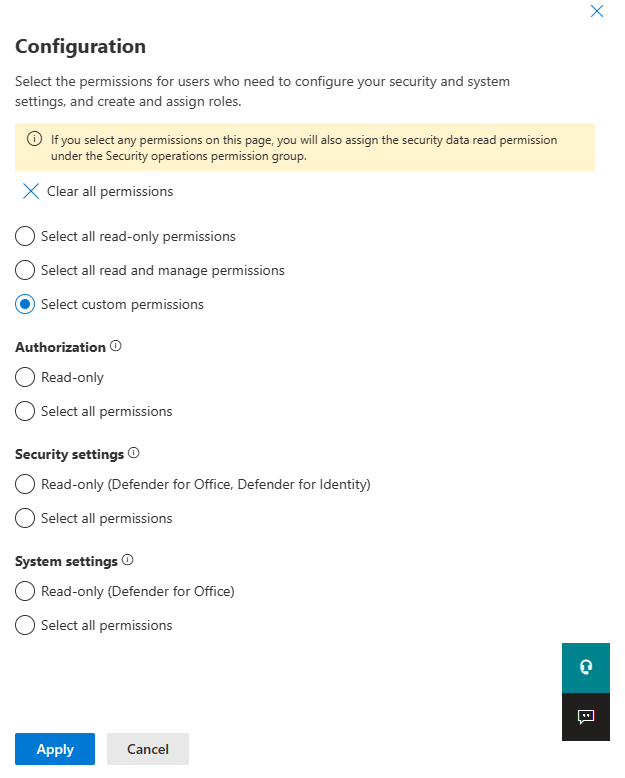 Configuration
Select the permissions for users who need to configure your security and system
settings, and create and assign roles.
If you select any permissions on this page, you will also assign the security data read permission
under the Security operations permission group.
Clear all permissions
Select all read-only permissions
Select all read and manage permissions
Select custom permissions
Authorization
Read-only
Select all permissions
Security settings
Read-only (Defender for Office, Defender for Identity)
Select all permissions
System settings
Read-only (Defender for Office)
Select all permissions
Apply
Cancel